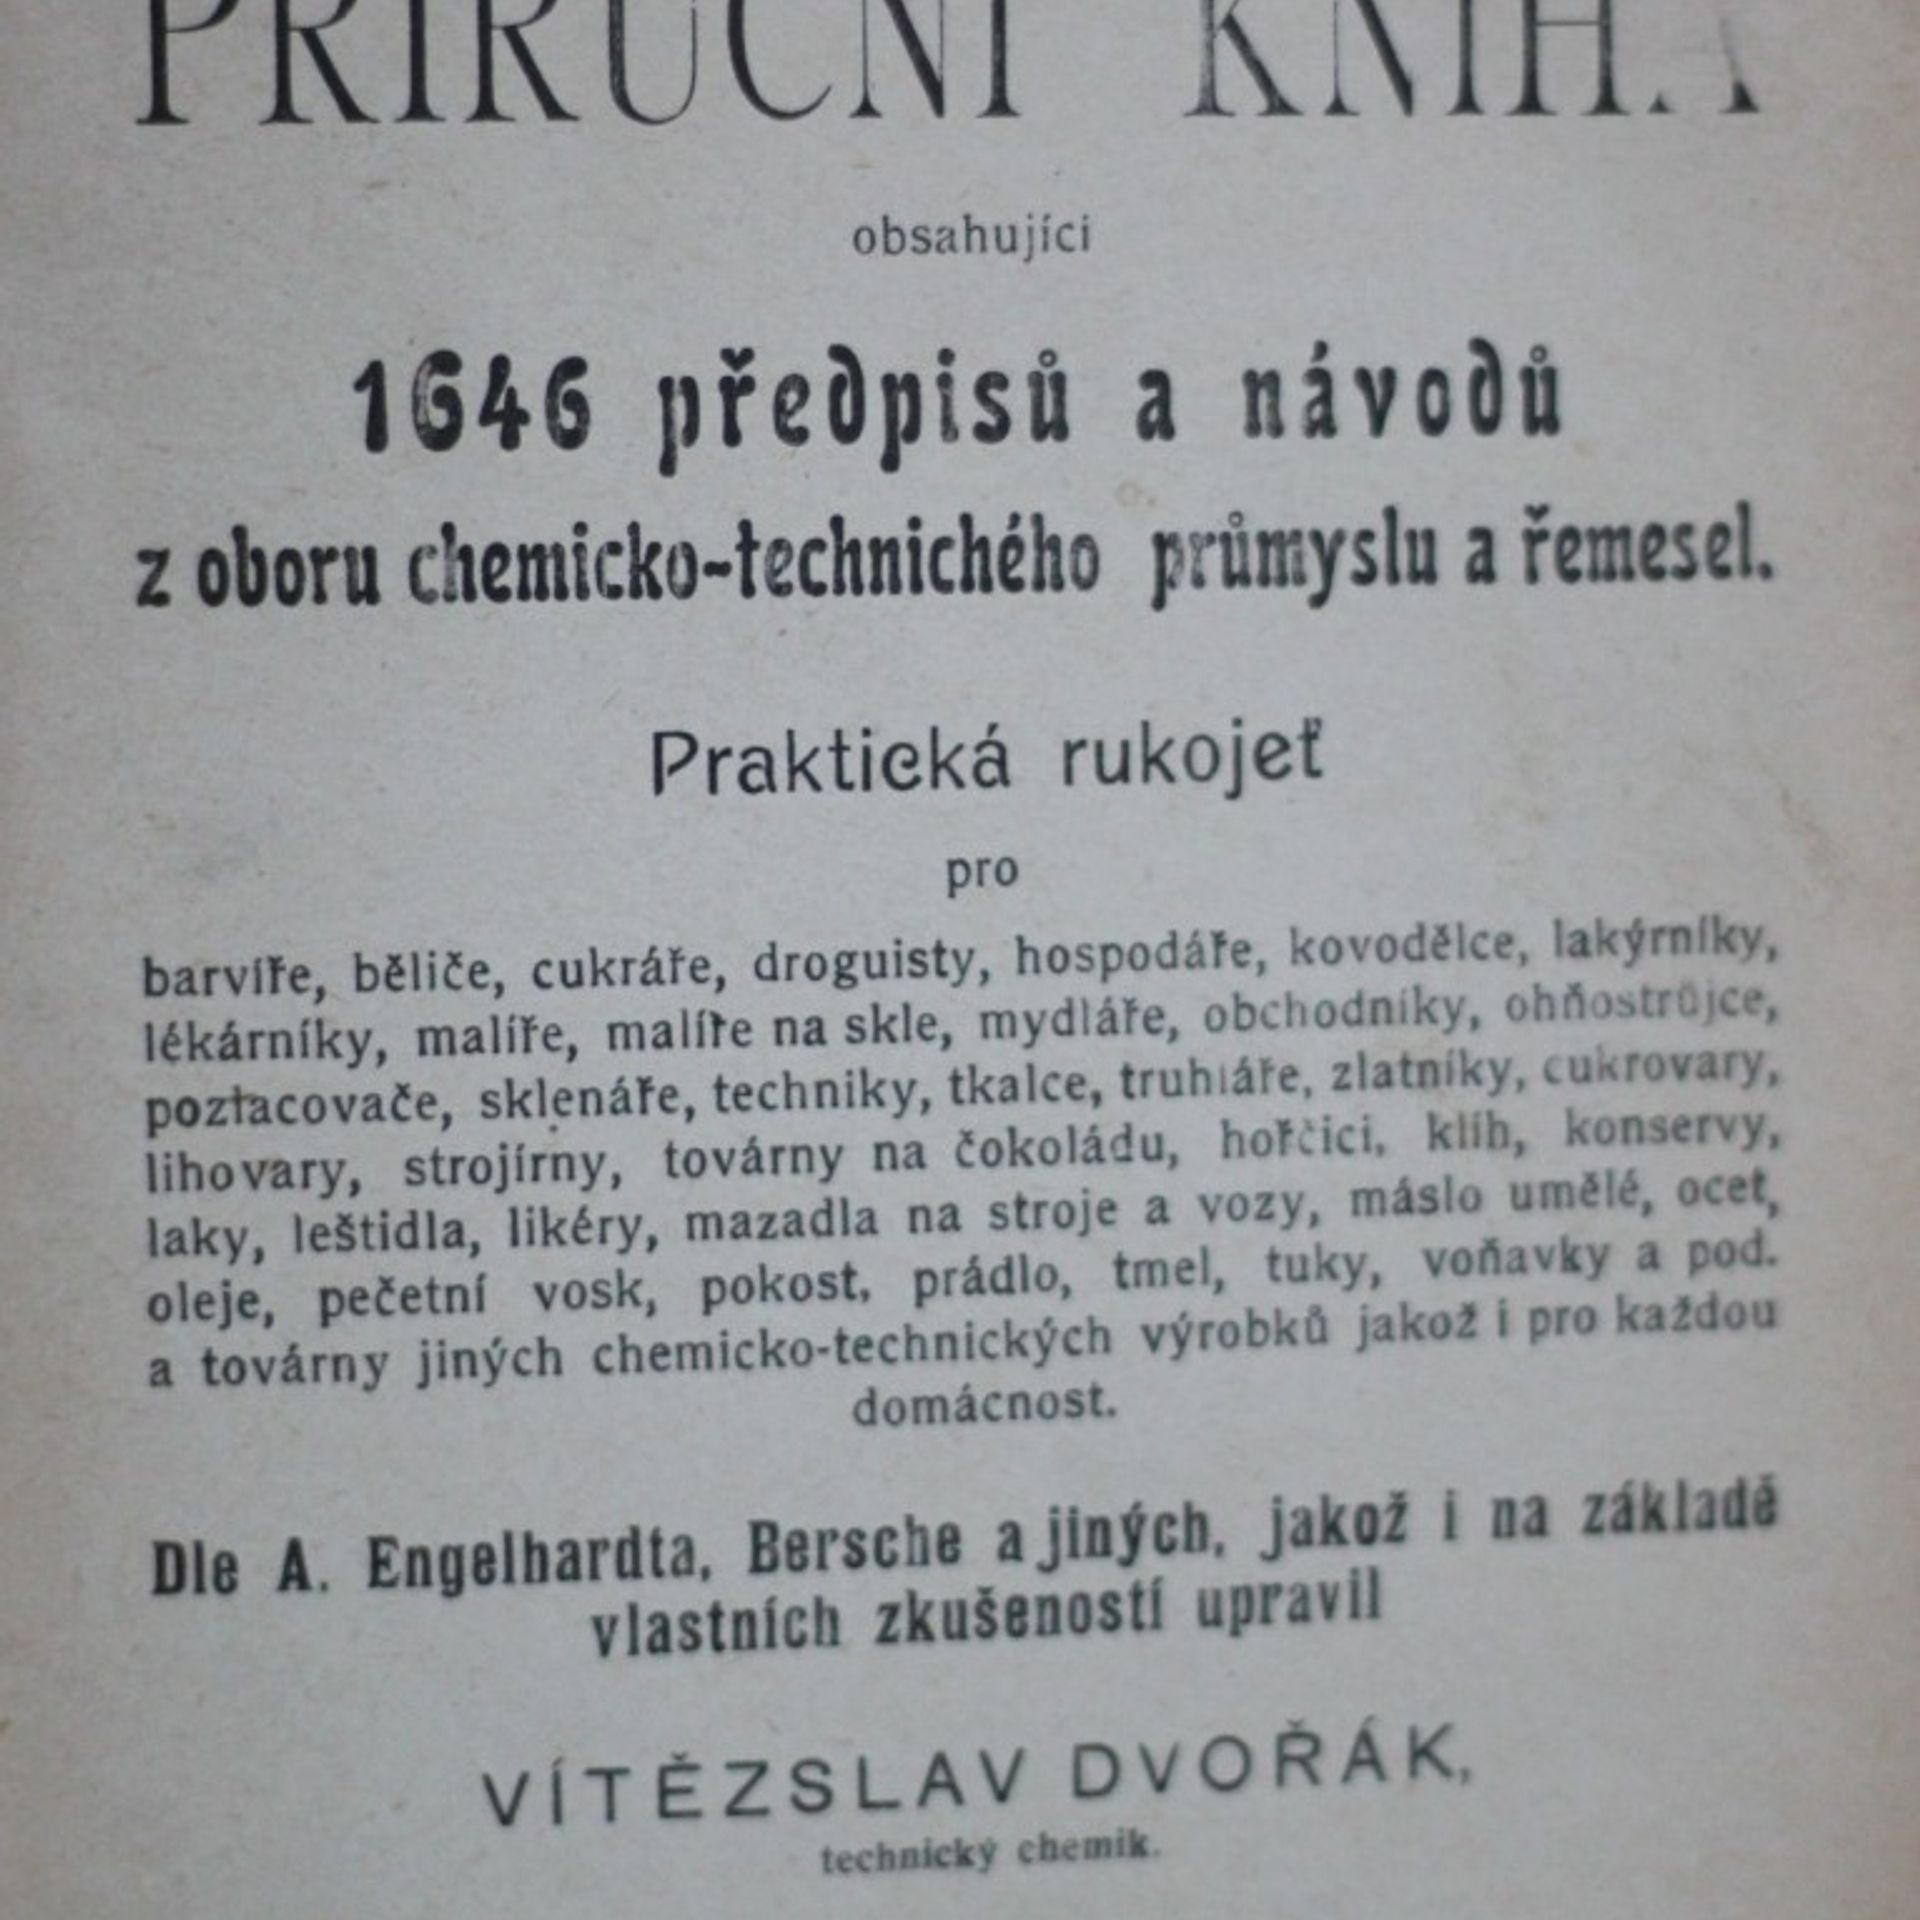 PŘÍRUČNÍ KNIHA
obsahujíci
1646 předpisů a návodů
z oboru chemicko-technichého průmyslu a řemesel.
Praktická rukojeť
pro
barvíře, běliče, cukráře, droguisty, hospodáře, kovodělce, lakýrníky,
lékárníky, malíře, malíře na skle, mydláře, obchodníky, ohňostrůjce,
pozlacovače, sklenáře, techniky, tkalce, truhláře, zlatníky, cukrovary,
lihovary, strojírny, továrny na čokoládu, hořčici, klih, konservy,
laky, leštidla, likéry, mazadla na stroje a vozy, máslo umělé, ocet,
oleje, pečetní vosk, pokost, prádlo, tmel, tuky, voňavky a pod.
a továrny jiných chemicko-technických výrobků jakož i pro každou
domácnost.
Dle A. Engelhardta, Bersche a jiných, jakož i na základě
vlastních zkušeností upravil
VÍTĚZSLAV DVOŘÁK,
technický chemik.